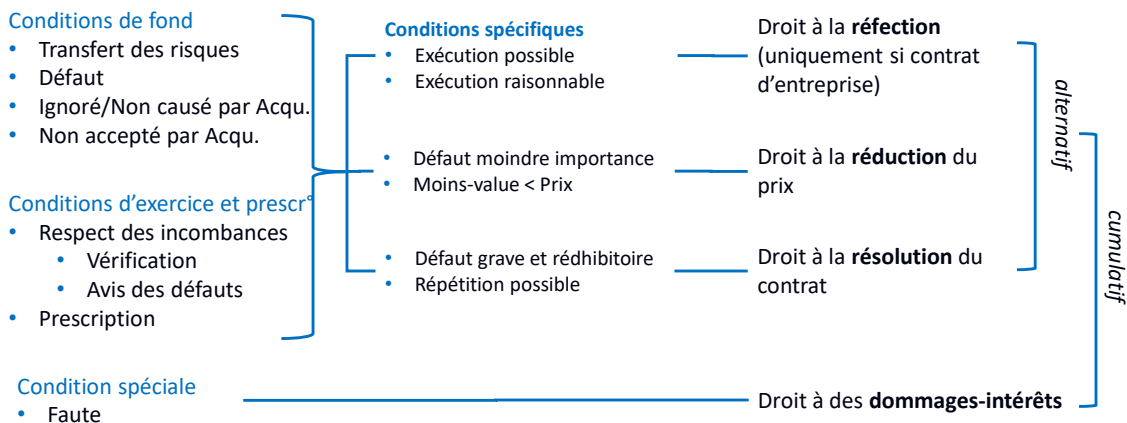 Conditions de fond
• Transfert des risques
• Défaut
• Ignoré/Non causé par Acqu.
• Non accepté par Acqu.
Conditions d'exercice et prescr°
• Respect des incombances
• Vérification
• Avis des défauts
• Prescription
Conditions spécifiques
• Exécution possible
• Exécution raisonnable
• Défaut moindre importance
• Moins-value < Prix
• Défaut grave et rédhibitoire
• Répétition possible
Droit à la réfection
(uniquement si contrat
d'entreprise)
Droit à la réduction du
prix
Droit à la résolution du
contrat
alternatif
cumulatif
Condition spéciale
• Faute
Droit à des dommages-intérêts